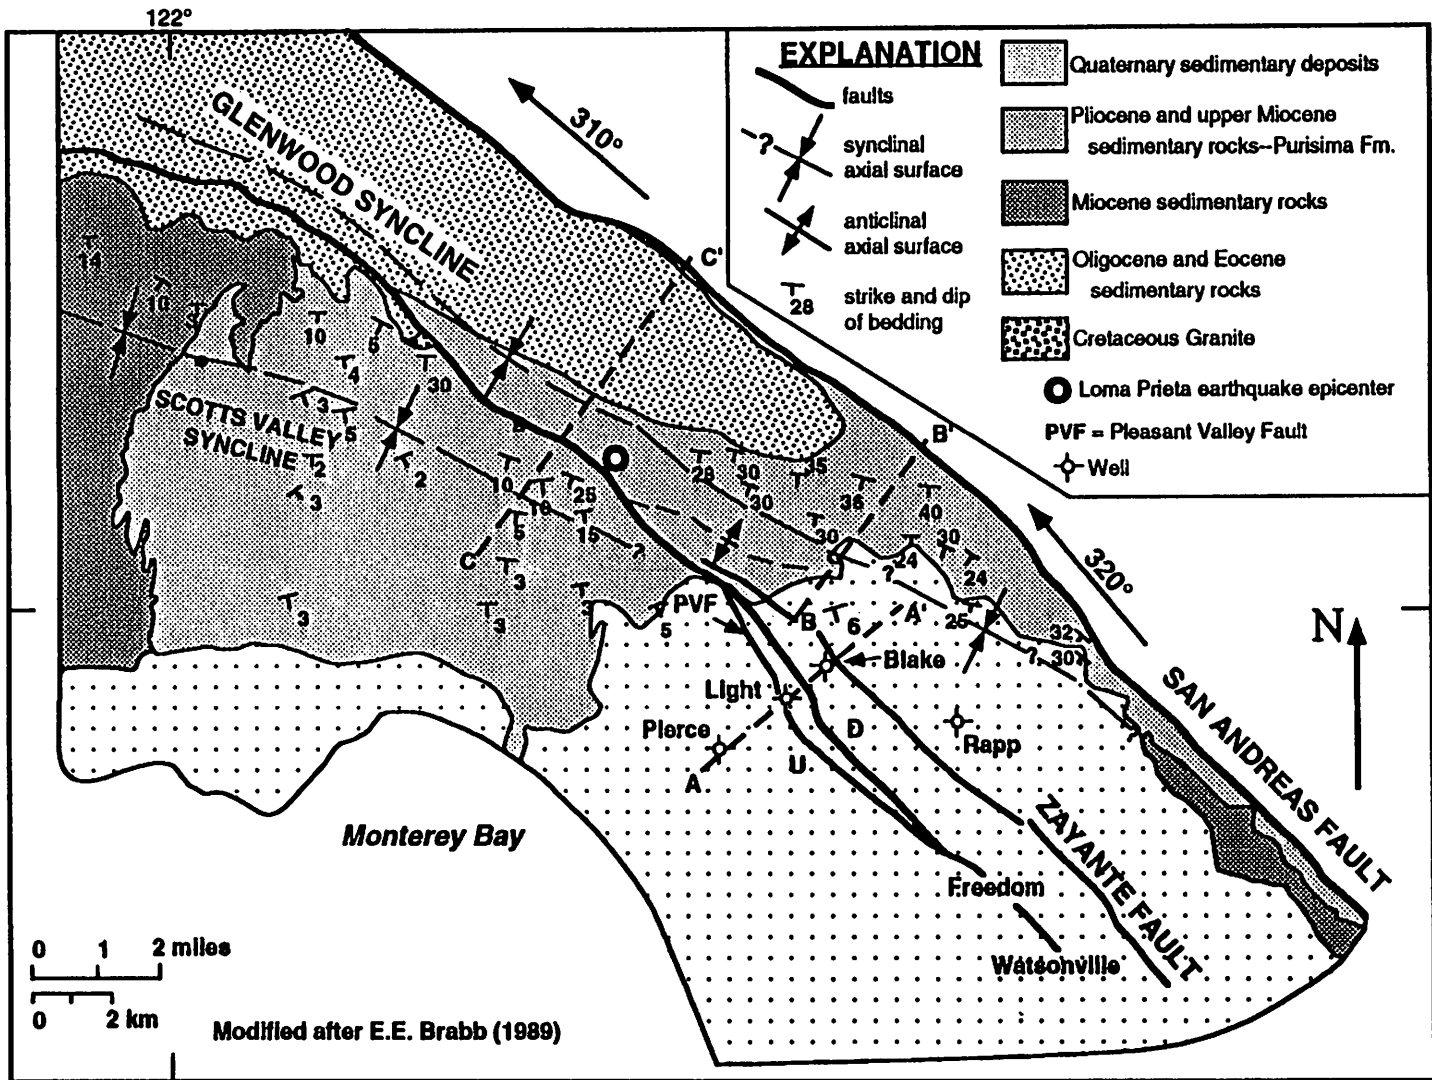 122°
EXPLANATION
faults
?
synclinal
axial surface
anticlinal
axial surface
28
strike and dip
of bedding
Quaternary sedimentary deposits
Pliocene and upper Miocene
sedimentary rocks--Purisima Fm.
Miocene sedimentary rocks
Oligocene and Eocene
sedimentary rocks
Cretaceous Granite
Loma Prieta earthquake epicenter
PVF = Pleasant Valley Fault
Well
310°
GLENWOOD SYNCLINE
C'
14
10
10
5
4
30
3
5
SCOTTS VALLEY
SYNCLINE
2
3
2
10
25
10
5
15
?
C
3
3
3
3
B'
28
30
35
30
36
40
30
30
24
24
?
25
320°
32
30
?
?
N
PVF
5
B
6
A'
Blake
Light
Pierce
A
D
U
Rapp
SAN ANDREAS FAULT
ZAYANTE FAULT
Monterey Bay
Freedom
Watsonville
0 1 2 miles
0 2 km
Modified after E.E. Brabb (1989)